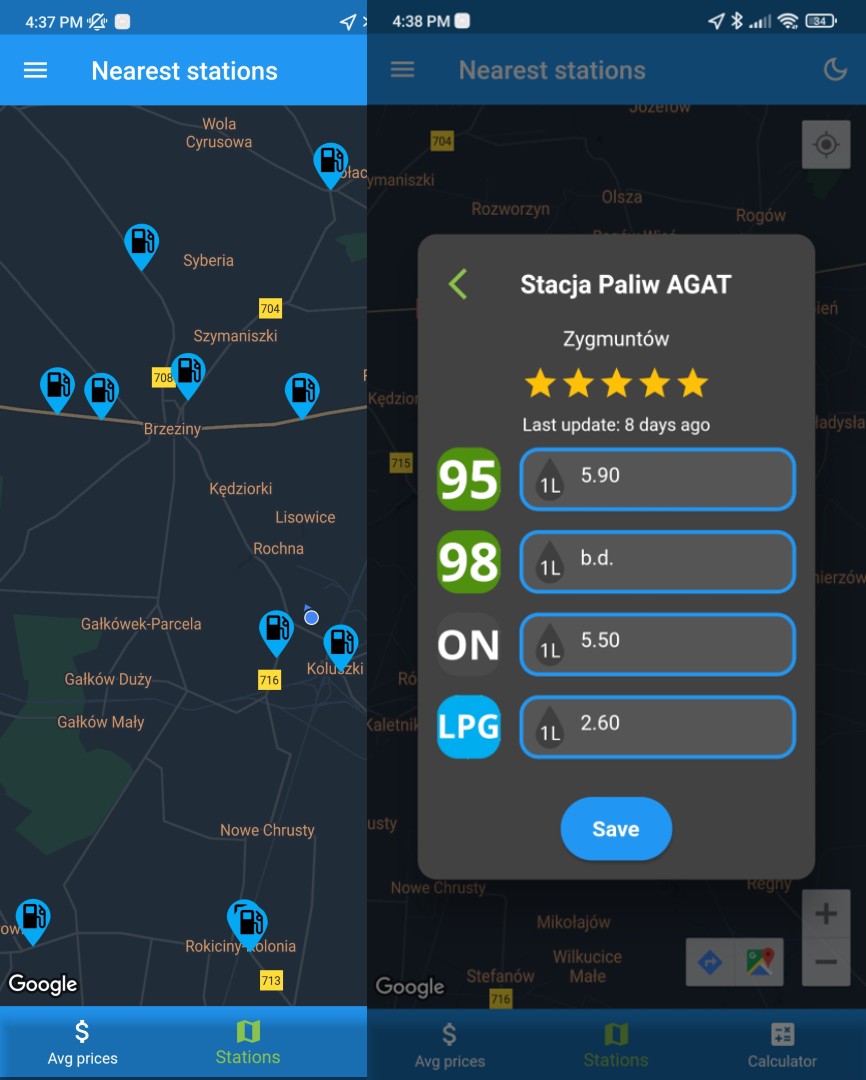 4:37 PM
Nearest stations
Wola
Cyrusowa
Syberia
704
Szymaniszki
708
Brzeziny
Kędziorki
Lisowice
Rochna
Gałkówek-Parcela
Koluszki
716
Gałków Duży
Gałków Mały
Nowe Chrusty
Rokiciny-Kolonia
713
Google
Avg prices
Stations
4:38 PM
34
Nearest stations
704
ymaniszki
Olsza
Rozworzyn
Rogów
Stacja Paliw AGAT
Zygmuntów
Last update: 8 days ago
715
95
1L
5.90
98
1L
b.d.
ON
1L
5.50
LPG
1L
2.60
Save
Nowe Chrusty
Regny
Mikołajów
Wilkucice
Małe
Stefanów
716
Google
Avg prices
Stations
Calculator